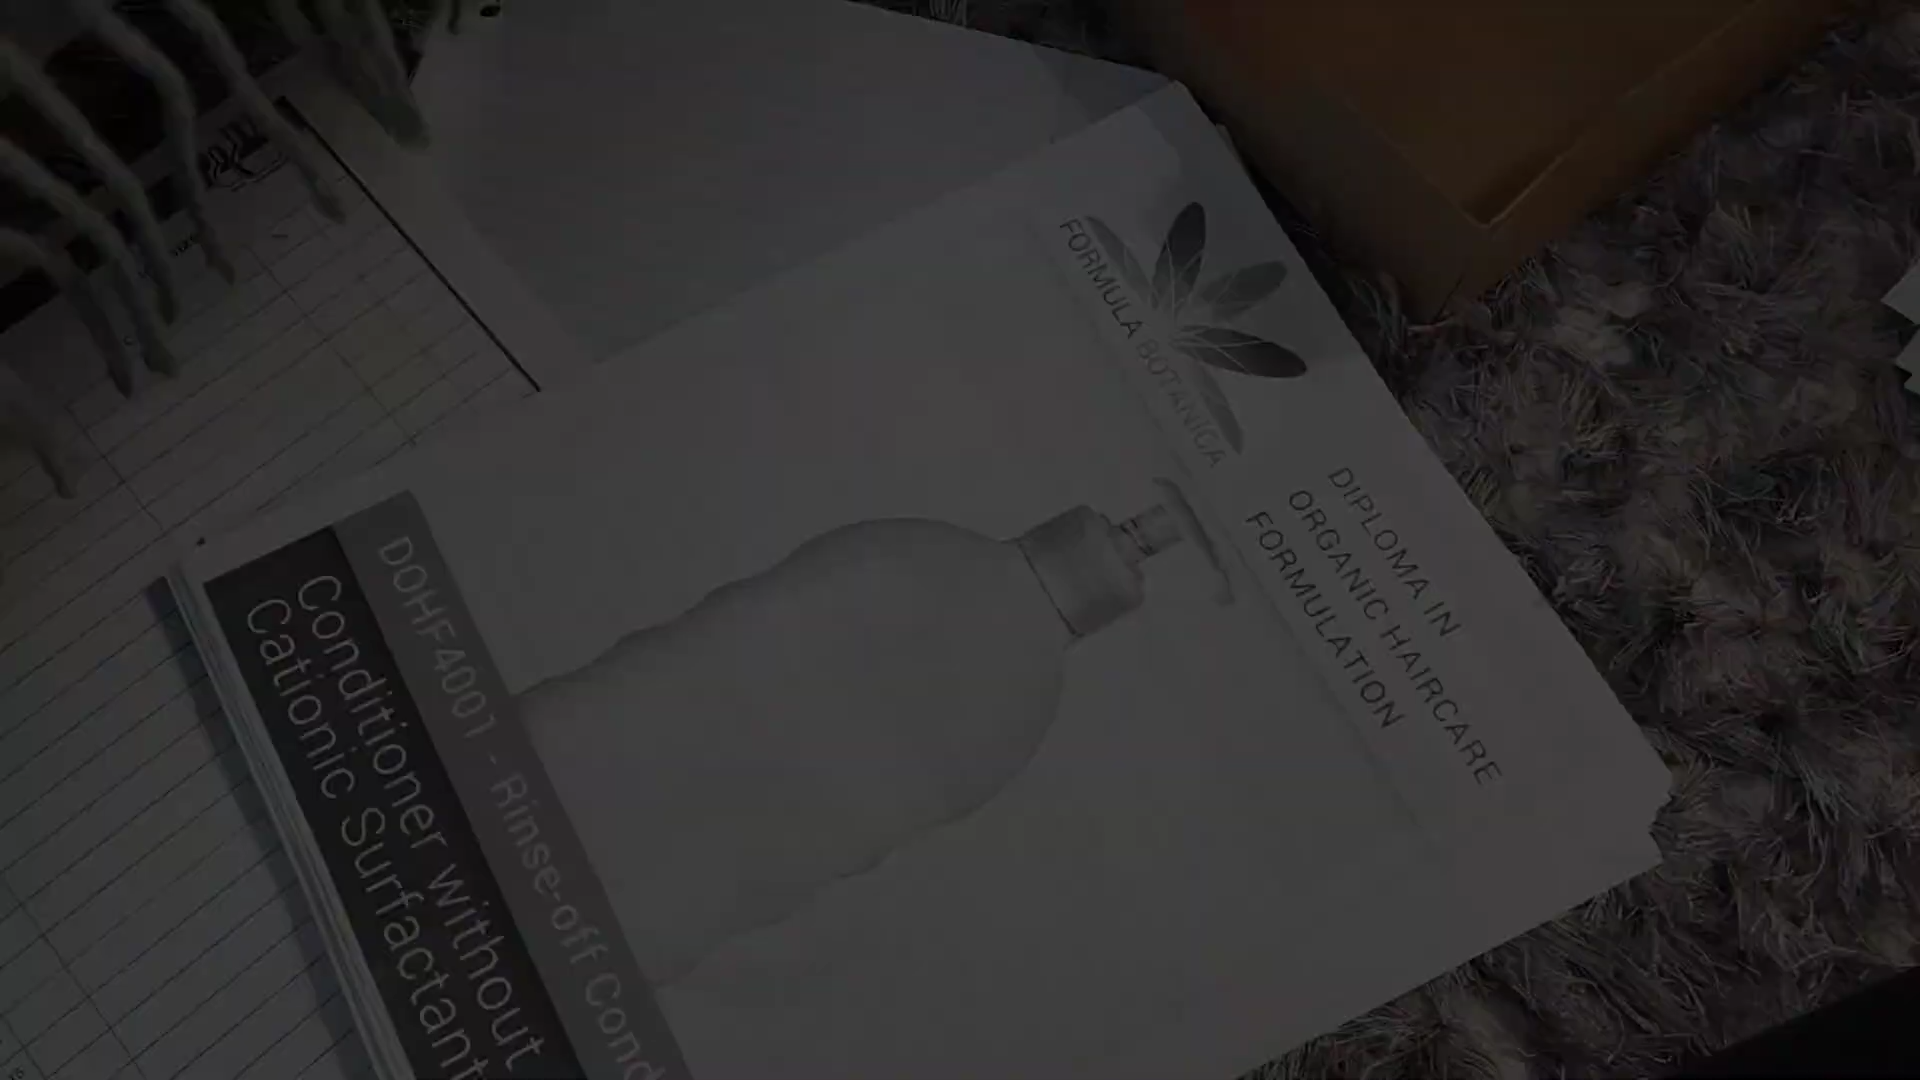 FORMULA BOTANICA
DIPLOMA IN
ORGANIC HAIRCARE
FORMULATION
DOHF4001 - Rinse-off Cond
Conditioner without
Cationic Surfactant